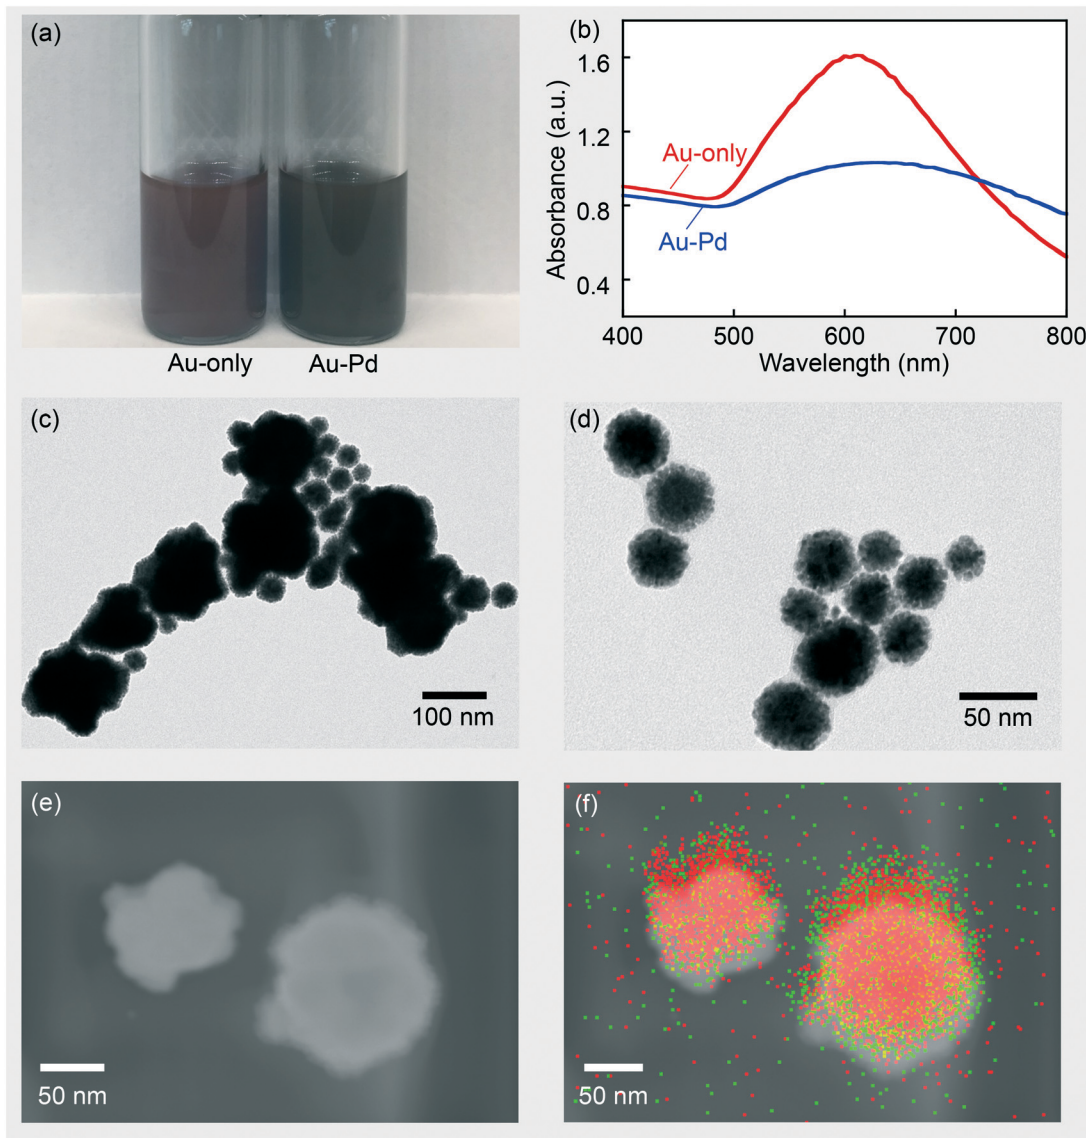 (a)
Au-only Au-Pd
(b)
Absorbance (a.u.)
1.6
1.2
0.8
0.4
Au-only
Au-Pd
400 500 600 700 800
Wavelength (nm)
(c)
100 nm
(d)
50 nm
(e)
50 nm
(f)
50 nm